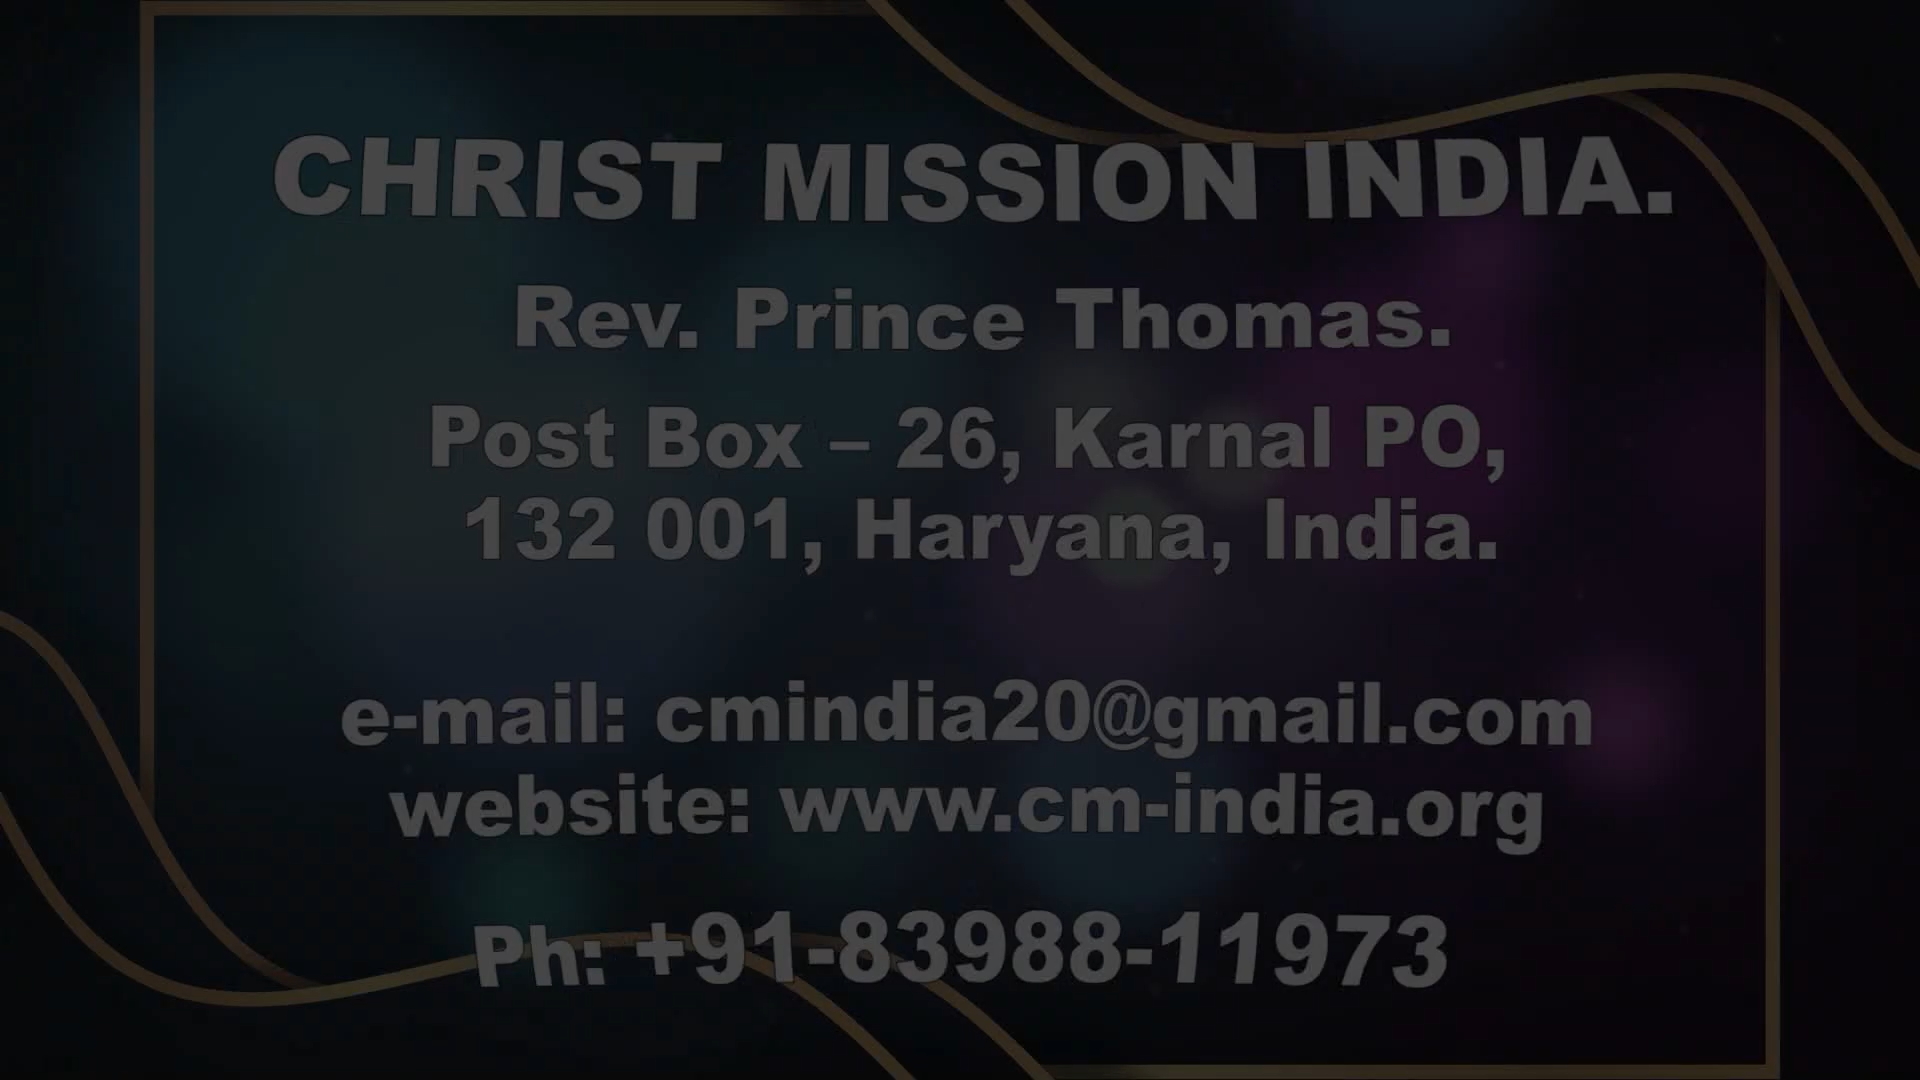 CHRIST MISSION INDIA.
Rev. Prince Thomas.
Post Box – 26, Karnal PO,
132 001, Haryana, India.
e-mail: cmindia20@gmail.com
website: www.cm-india.org
Ph: +91-83988-11973